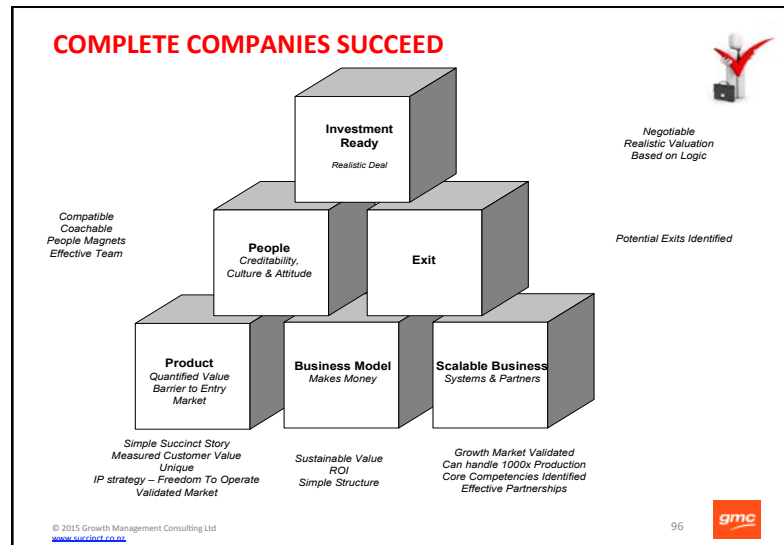 COMPLETE COMPANIES SUCCEED
Investment
Ready
Realistic Deal
Negotiable
Realistic Valuation
Based on Logic
Compatible
Coachable
People Magnets
Effective Team
People
Creditability,
Culture & Attitude
Exit
Potential Exits Identified
Product
Quantified Value
Barrier to Entry
Market
Business Model
Makes Money
Scalable Business
Systems & Partners
Simple Succinct Story
Measured Customer Value
Unique
IP strategy – Freedom To Operate
Validated Market
Sustainable Value
ROI
Simple Structure
Growth Market Validated
Can handle 1000x Production
Core Competencies Identified
Effective Partnerships
© 2015 Growth Management Consulting Ltd
www.succinct.co.nz
96
gmc